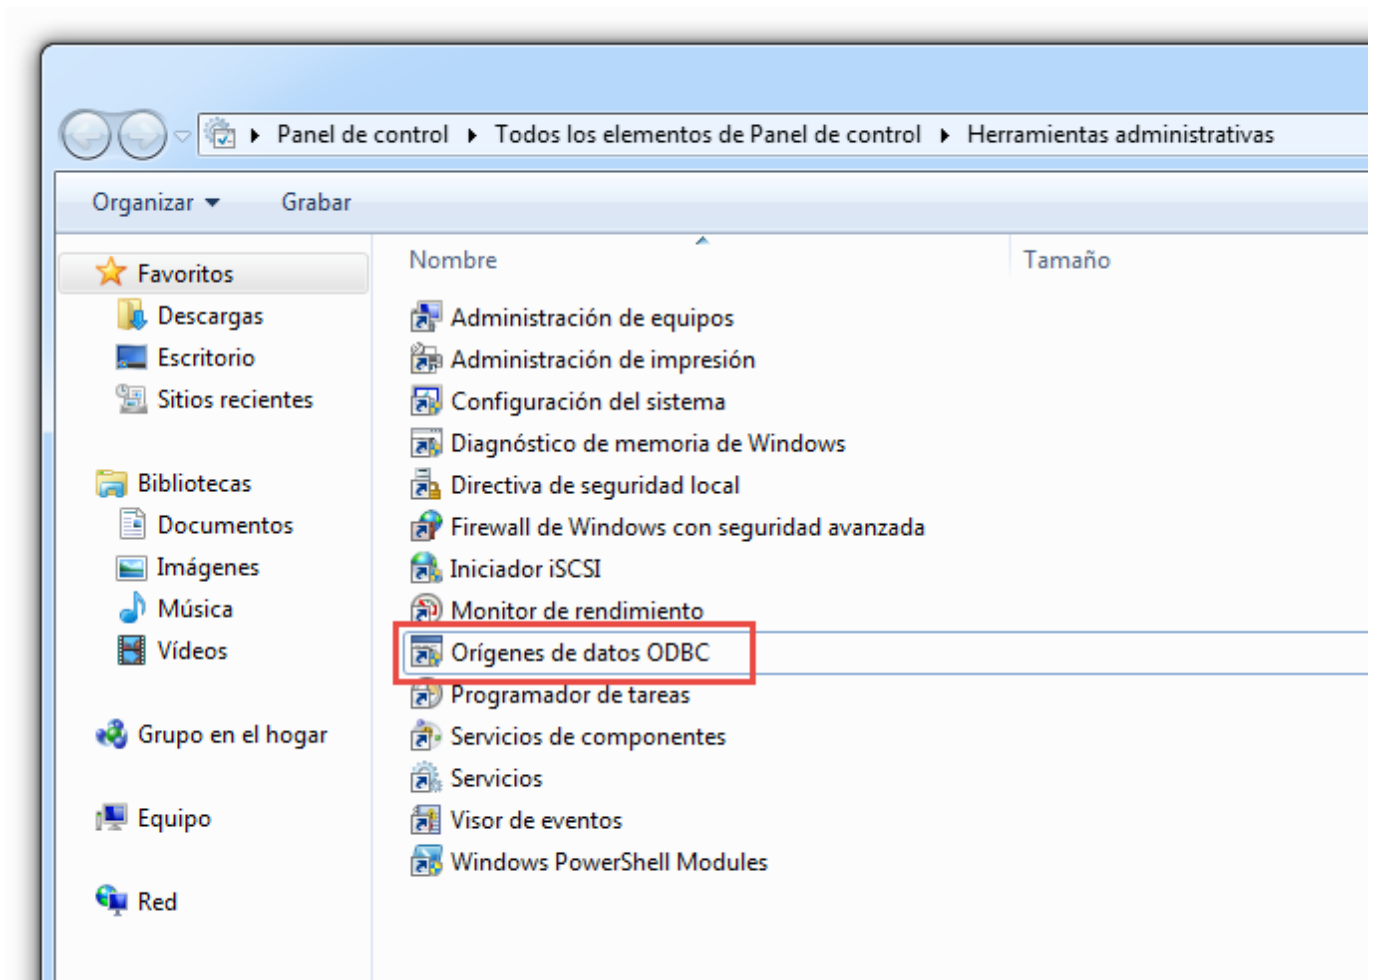 Panel de control Todos los elementos de Panel de control Herramientas administrativas
Organizar Grabar
Nombre Tamaño
Favoritos
Descargas
Escritorio
Sitios recientes
Bibliotecas
Documentos
Imágenes
Música
Vídeos
Grupo en el hogar
Equipo
Red
Administración de equipos
Administración de impresión
Configuración del sistema
Diagnóstico de memoria de Windows
Directiva de seguridad local
Firewall de Windows con seguridad avanzada
Iniciador iSCSI
Monitor de rendimiento
Orígenes de datos ODBC
Programador de tareas
Servicios de componentes
Servicios
Visor de eventos
Windows PowerShell Modules